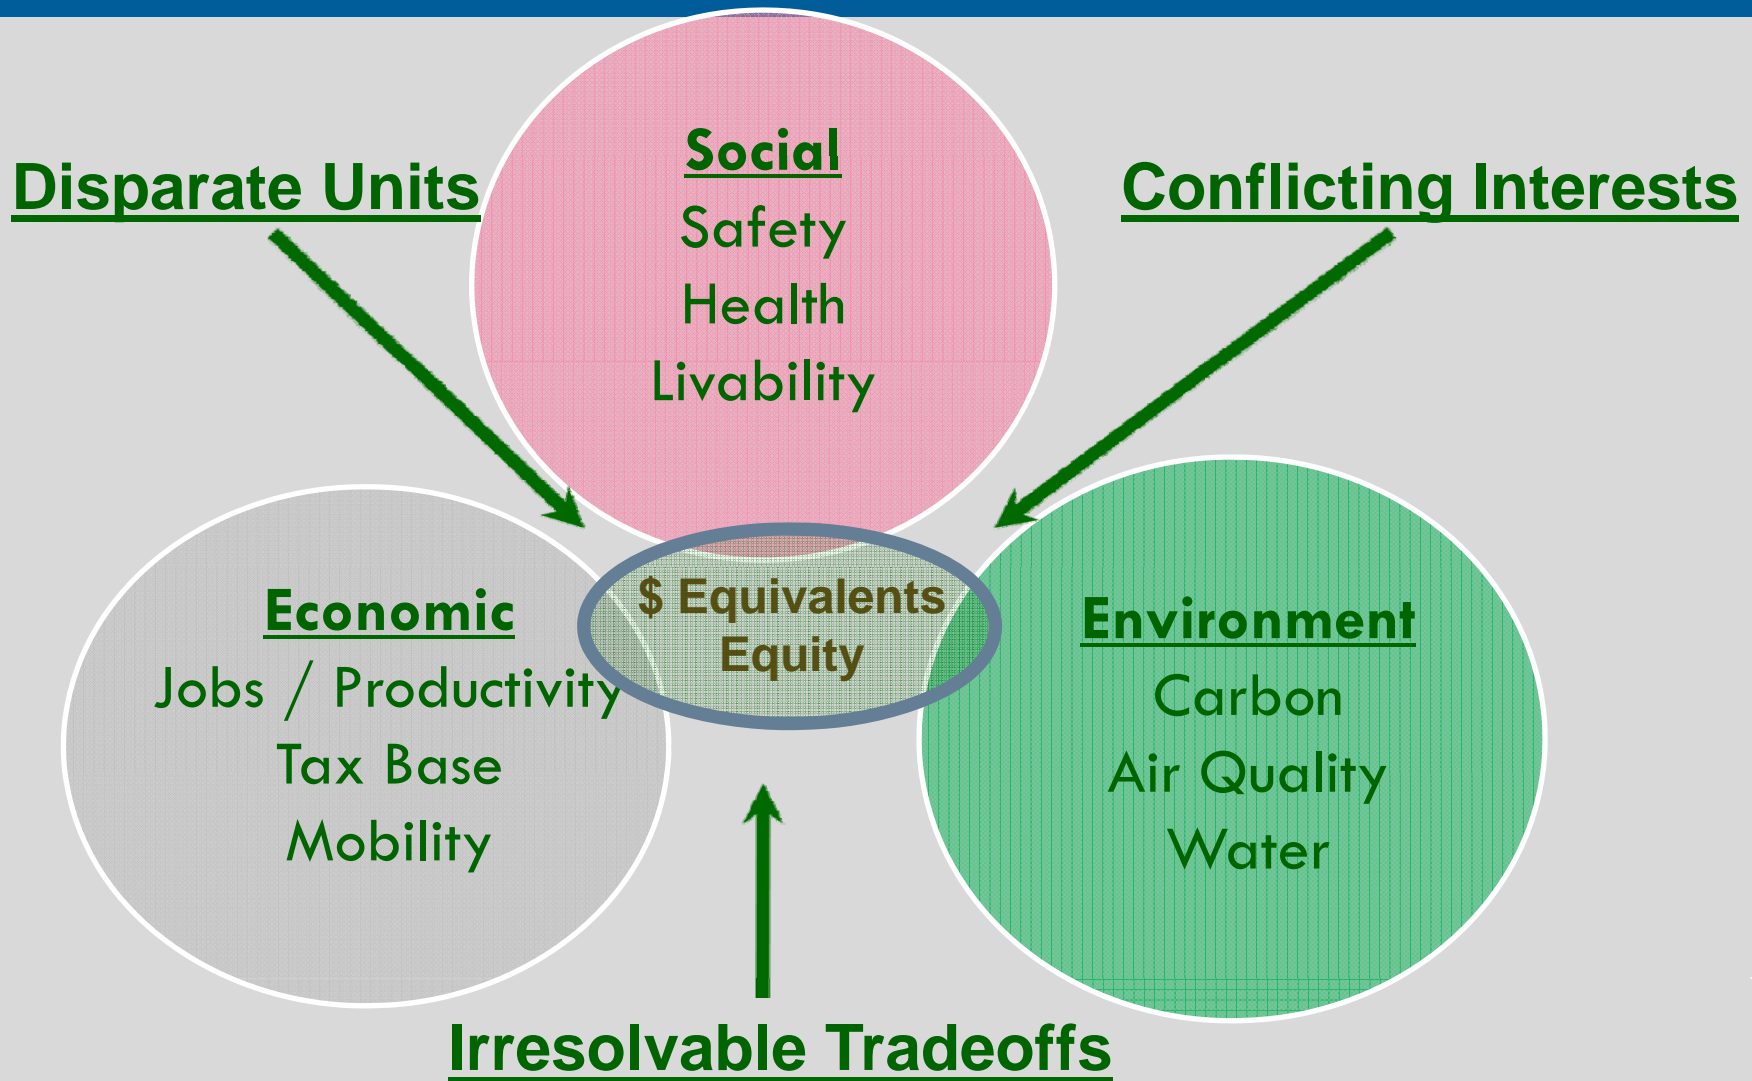 Social
Safety
Health
Livability
Disparate Units
Conflicting Interests
$ Equivalents
Equity
Economic
Jobs / Productivity
Tax Base
Mobility
Environment
Carbon
Air Quality
Water
Irresolvable Tradeoffs